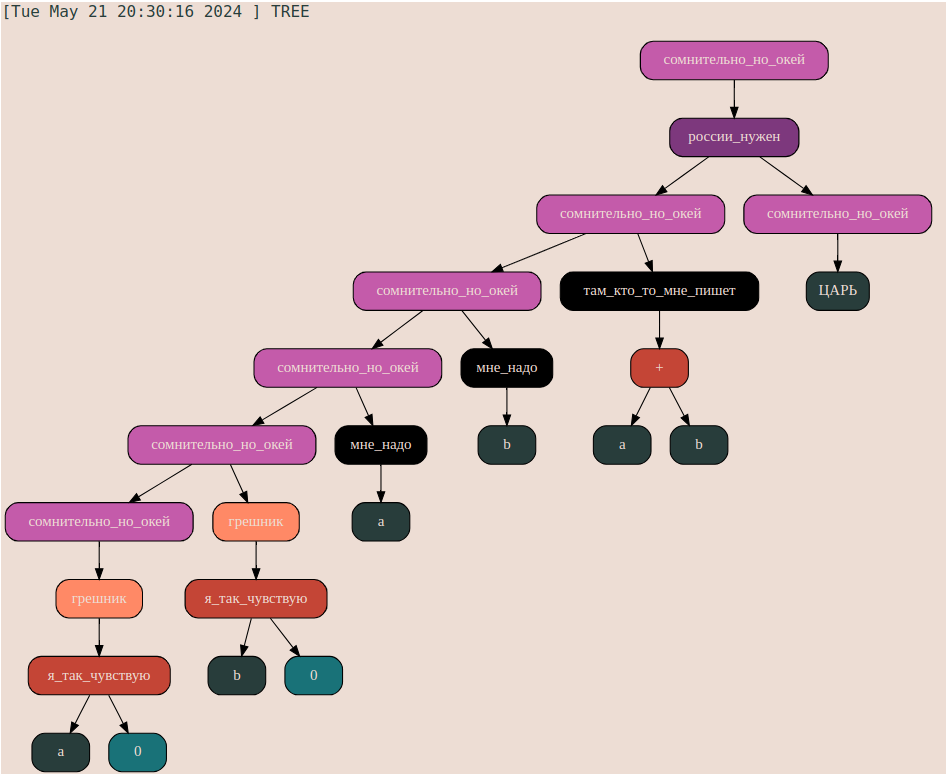 [Tue May 21 20:30:16 2024 ] TREE
сомнительно_но_окей
россии_нужен
сомнительно_но_окей
сомнительно_но_окей
сомнительно_но_окей
там_кто_то_мне_пишет
ЦАРЬ
сомнительно_но_окей
мне_надо
+
сомнительно_но_окей
мне_надо
b
a
b
сомнительно_но_окей
грешник
a
грешник
я_так_чувствую
я_так_чувствую
b
0
a
0